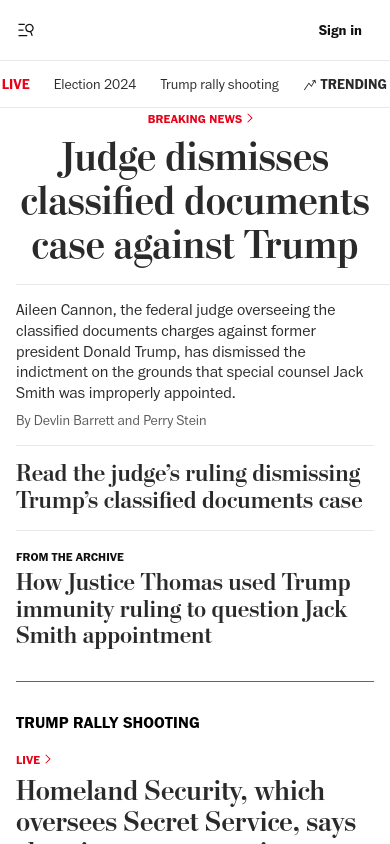 Sign in
LIVE Election 2024 Trump rally shooting TRENDING
BREAKING NEWS
Judge dismisses
classified documents
case against Trump
Aileen Cannon, the federal judge overseeing the
classified documents charges against former
president Donald Trump, has dismissed the
indictment on the grounds that special counsel Jack
Smith was improperly appointed.
By Devlin Barrett and Perry Stein
Read the judge’s ruling dismissing
Trump’s classified documents case
FROM THE ARCHIVE
How Justice Thomas used Trump
immunity ruling to question Jack
Smith appointment
TRUMP RALLY SHOOTING
LIVE
Homeland Security, which
oversees Secret Service, says